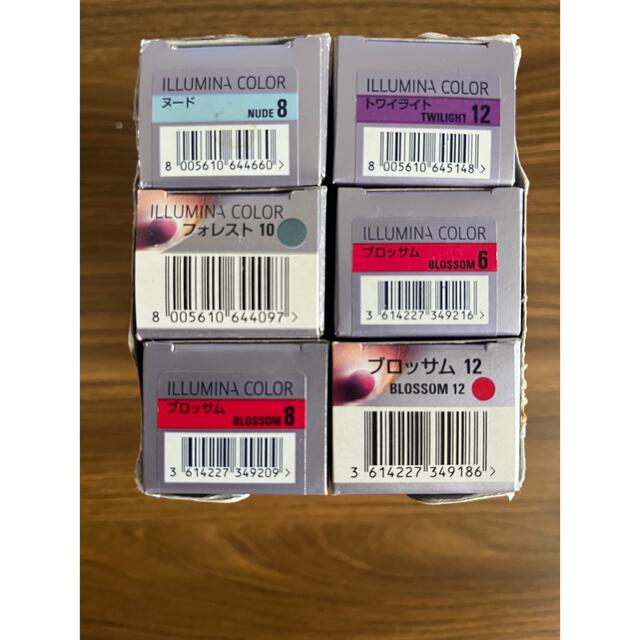 ILLUMINA COLOR
ヌード
NUDE 8
8 005610 644660 >
ILLUMINA COLOR
トワイライト
TWILIGHT 12
8 005610 645148 >
ILLUMINA COLOR
フォレスト 10
8 005610 644097 >
ILLUMINA COLOR
ブロッサム
BLOSSOM 6
3 614227 349216 >
ILLUMINA COLOR
ブロッサム
BLOSSOM 8
3 614227 349209 >
ブロッサム 12
BLOSSOM 12
3 614227 349186 >